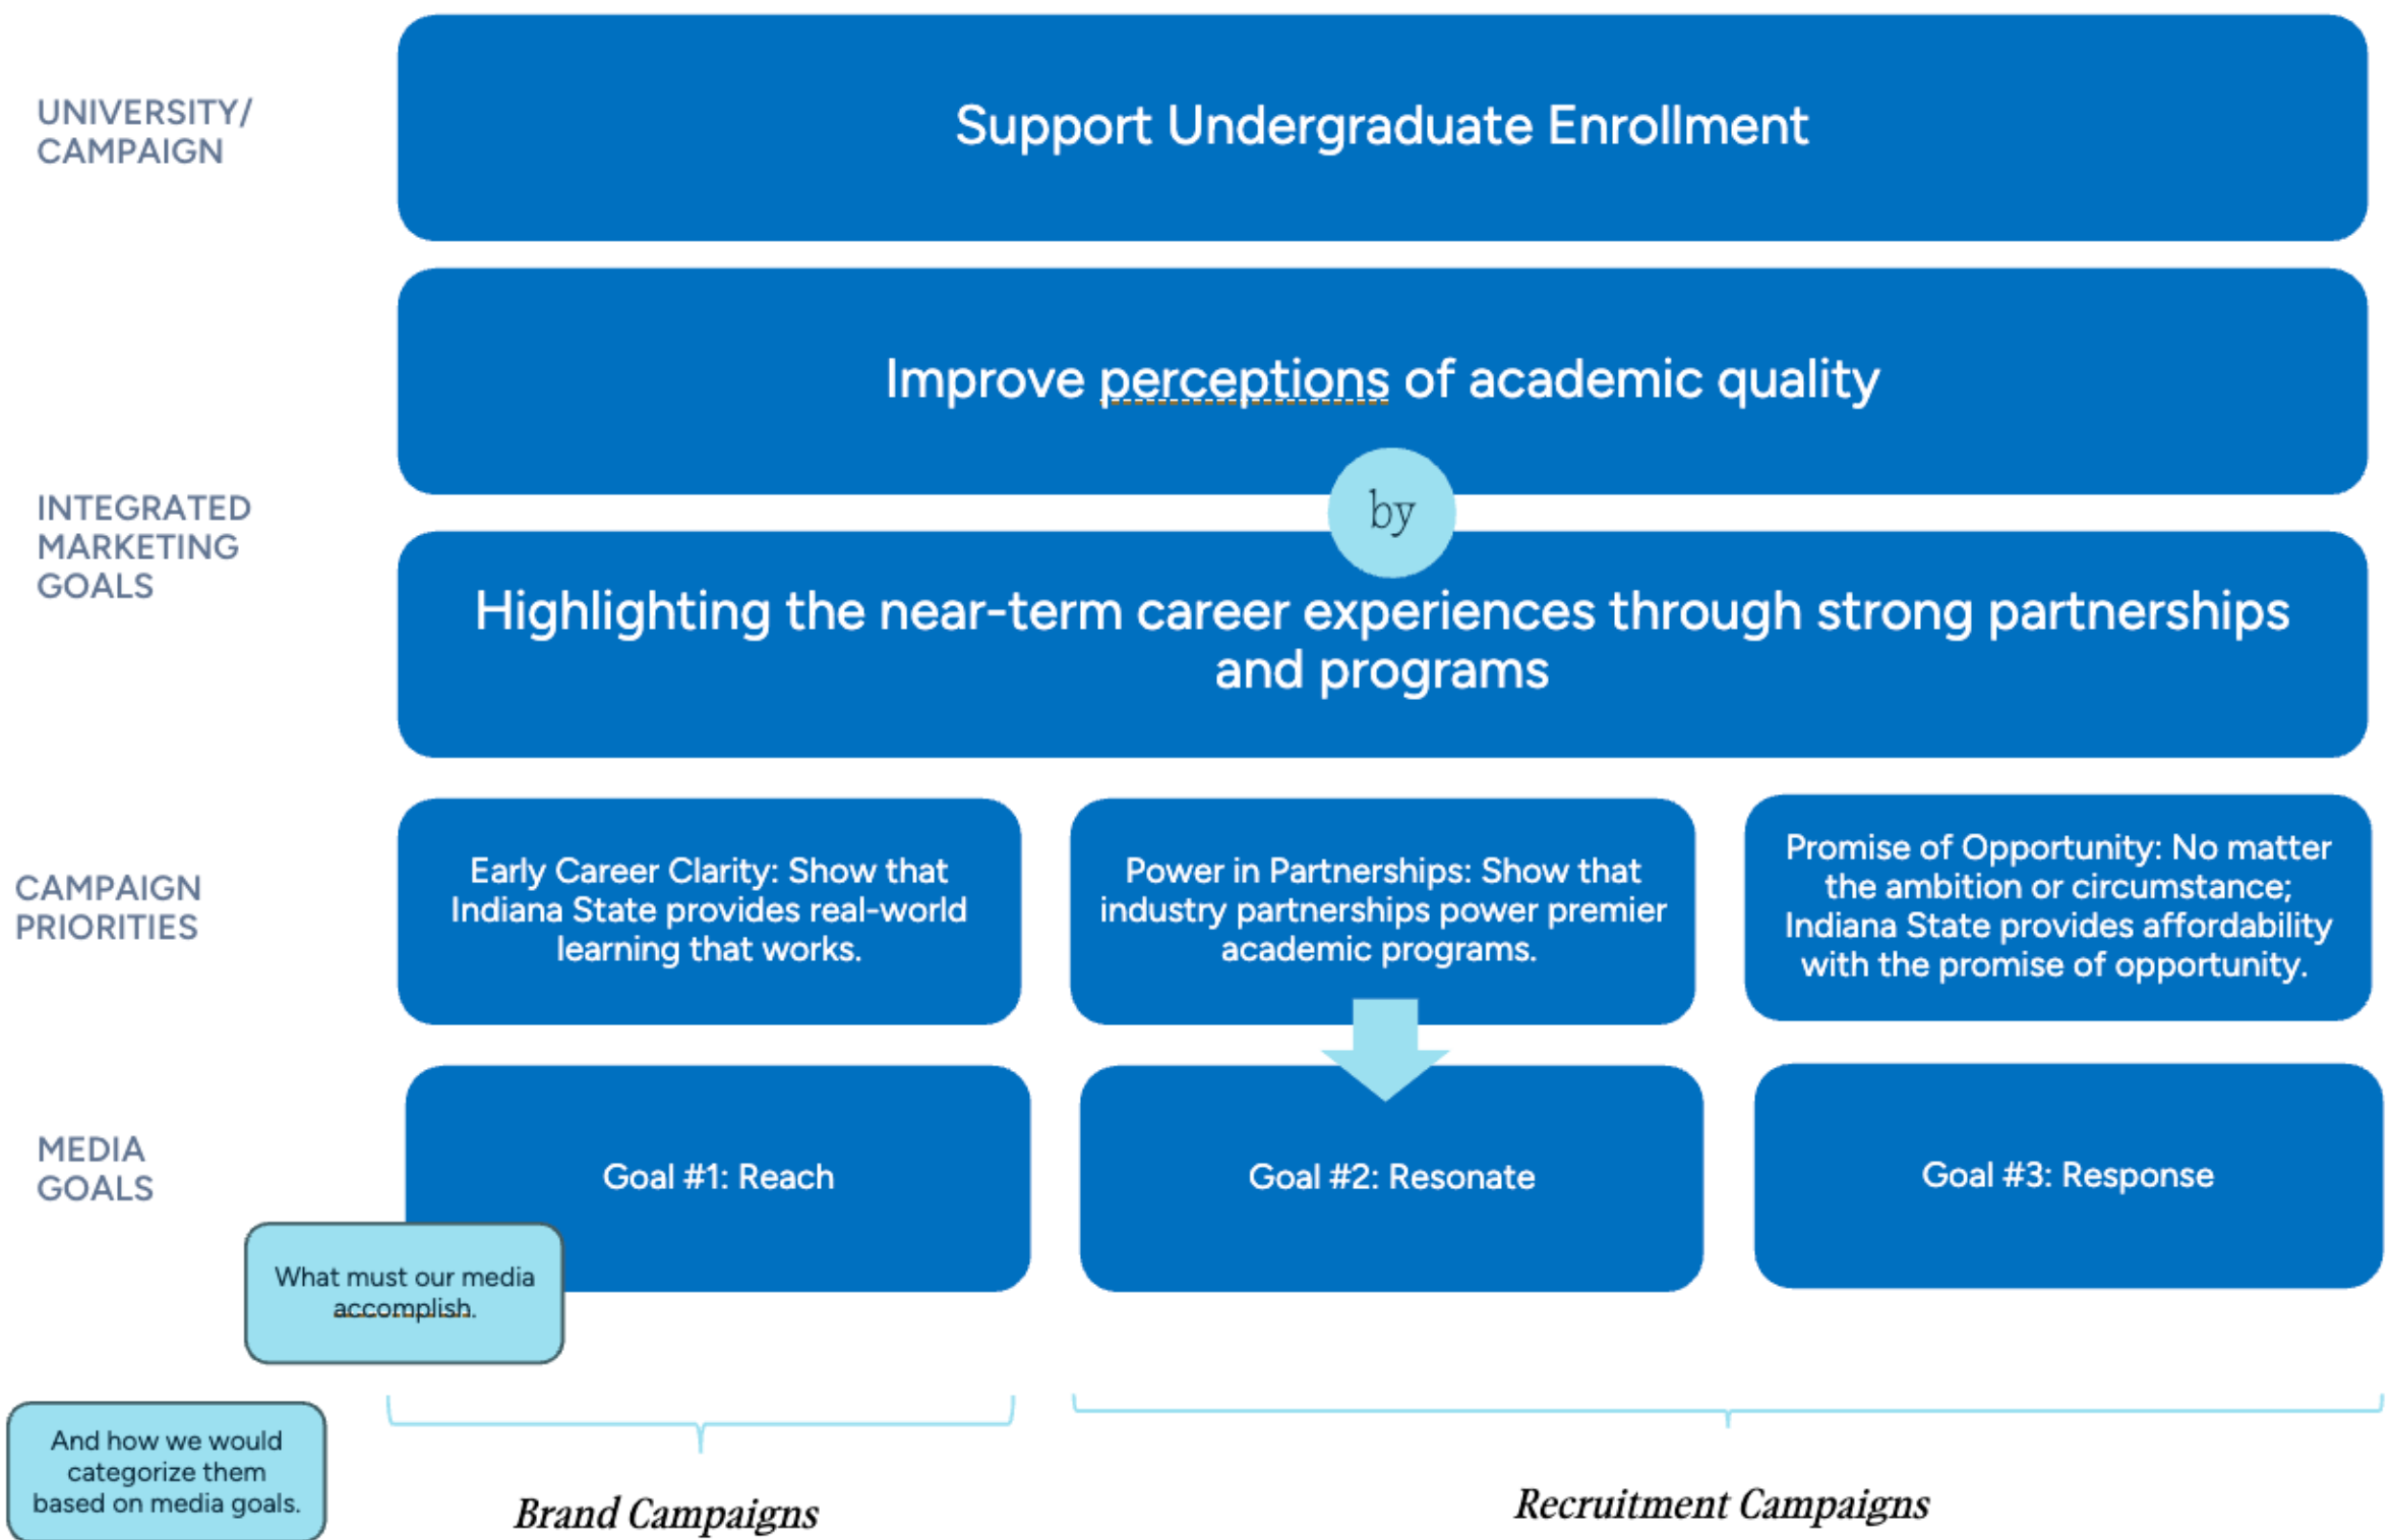 UNIVERSITY/
CAMPAIGN
Support Undergraduate Enrollment
Improve perceptions of academic quality
by
INTEGRATED
MARKETING
GOALS
Highlighting the near-term career experiences through strong partnerships
and programs
CAMPAIGN
PRIORITIES
Early Career Clarity: Show that
Indiana State provides real-world
learning that works.
Power in Partnerships: Show that
industry partnerships power premier
academic programs.
Promise of Opportunity: No matter
the ambition or circumstance;
Indiana State provides affordability
with the promise of opportunity.
MEDIA
GOALS
Goal #1: Reach
Goal #2: Resonate
Goal #3: Response
What must our media
accomplish.
And how we would
categorize them
based on media goals.
Brand Campaigns
Recruitment Campaigns